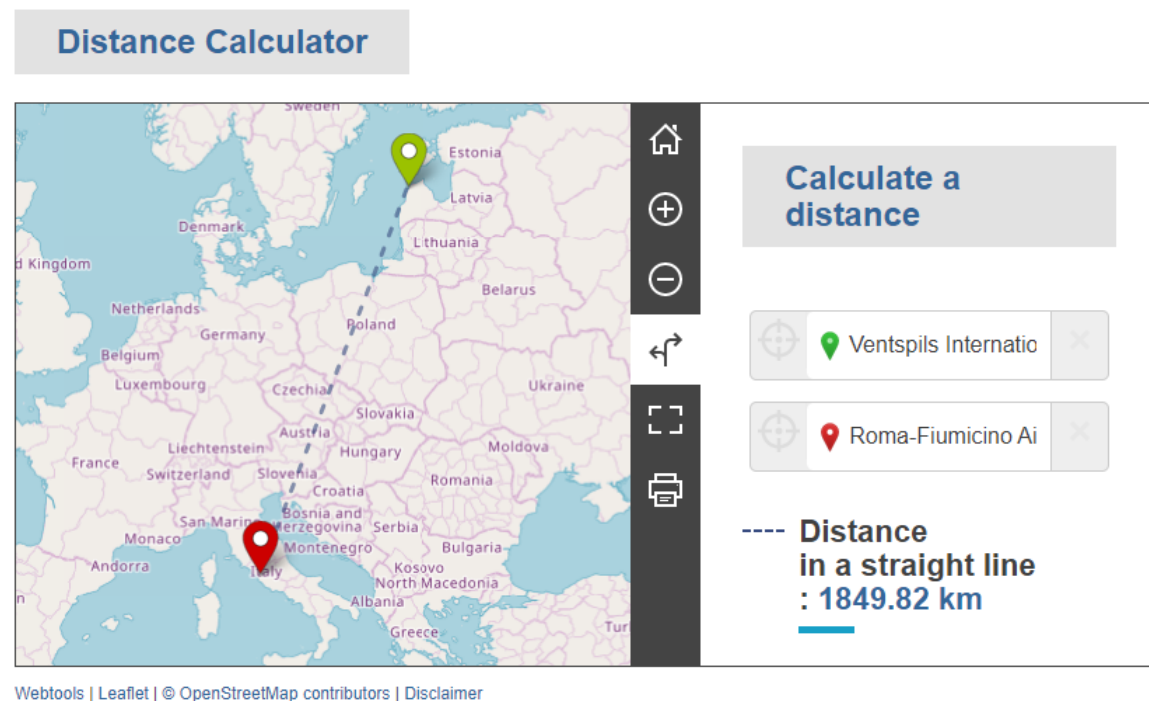 Distance Calculator
Sweden
Estonia
Latvia
Denmark
Lithuania
d Kingdom
Belarus
Netherlands
Poland
Germany
Belgium
Luxembourg
Czechia
Ukraine
Slovakia
Austria
Liechtenstein
Hungary
Moldova
France
Switzerland
Slovenia
Romania
Croatia
San Marino
Bosnia and
Herzegovina
Serbia
Monaco
Montenegro
Bulgaria
Andorra
Italy
Kosovo
North Macedonia
n
Albania
Greece
Tur
Calculate a
distance
Ventspils Internatio
Roma-Fiumicino Ai
Distance
in a straight line
: 1849.82 km
Webtools | Leaflet | © OpenStreetMap contributors | Disclaimer